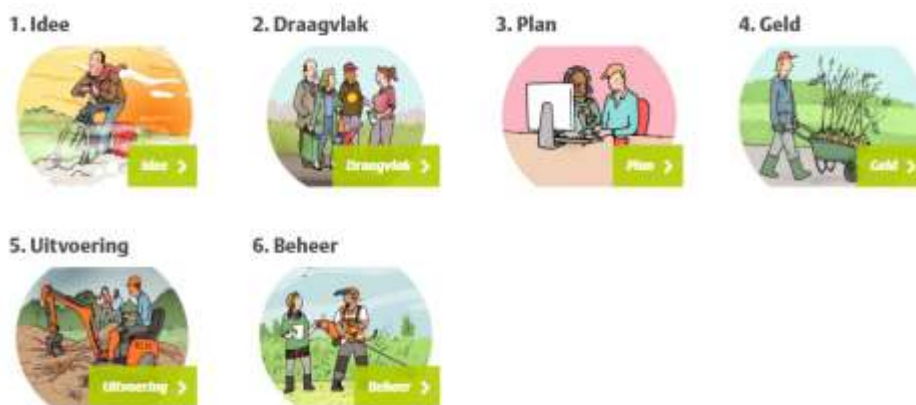 1. Idee
2. Draagvlak
3. Plan
4. Geld
Idee
Draagvlak
Plan
Geld
5. Uitvoering
6. Beheer
Uitvoering
Beheer